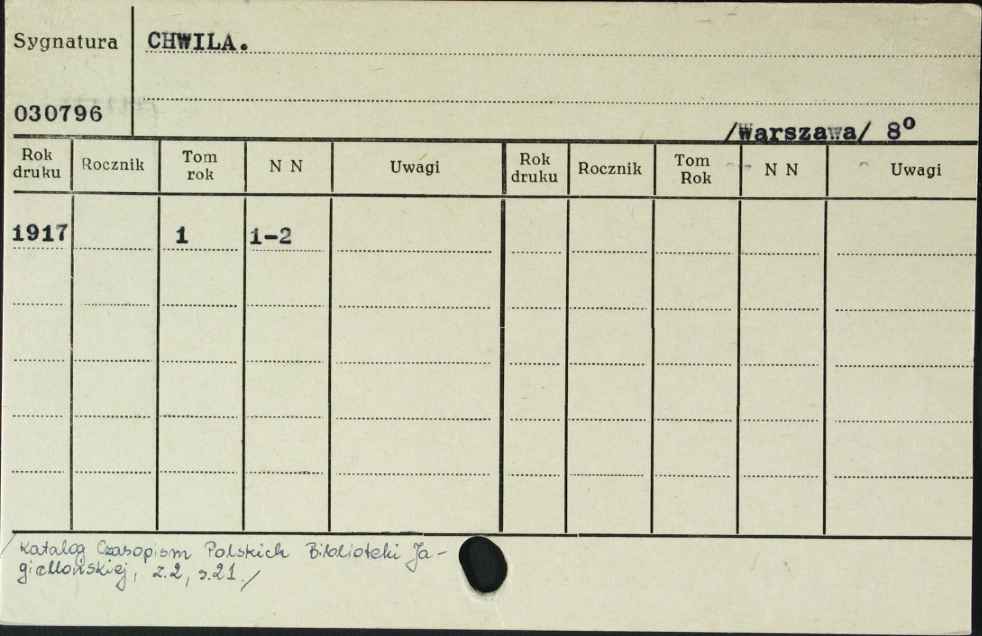 Sygnatura
CHWILA.
030796
/Warszawa/ 8°
Rok druku Rocznik Tom rok N N Uwagi Rok druku Rocznik Tom Rok N N Uwagi
1917 1 1-2
/Katalog Czasopism Polskich Biblioteki Ja-
giellońskiej, z.2, s.21./